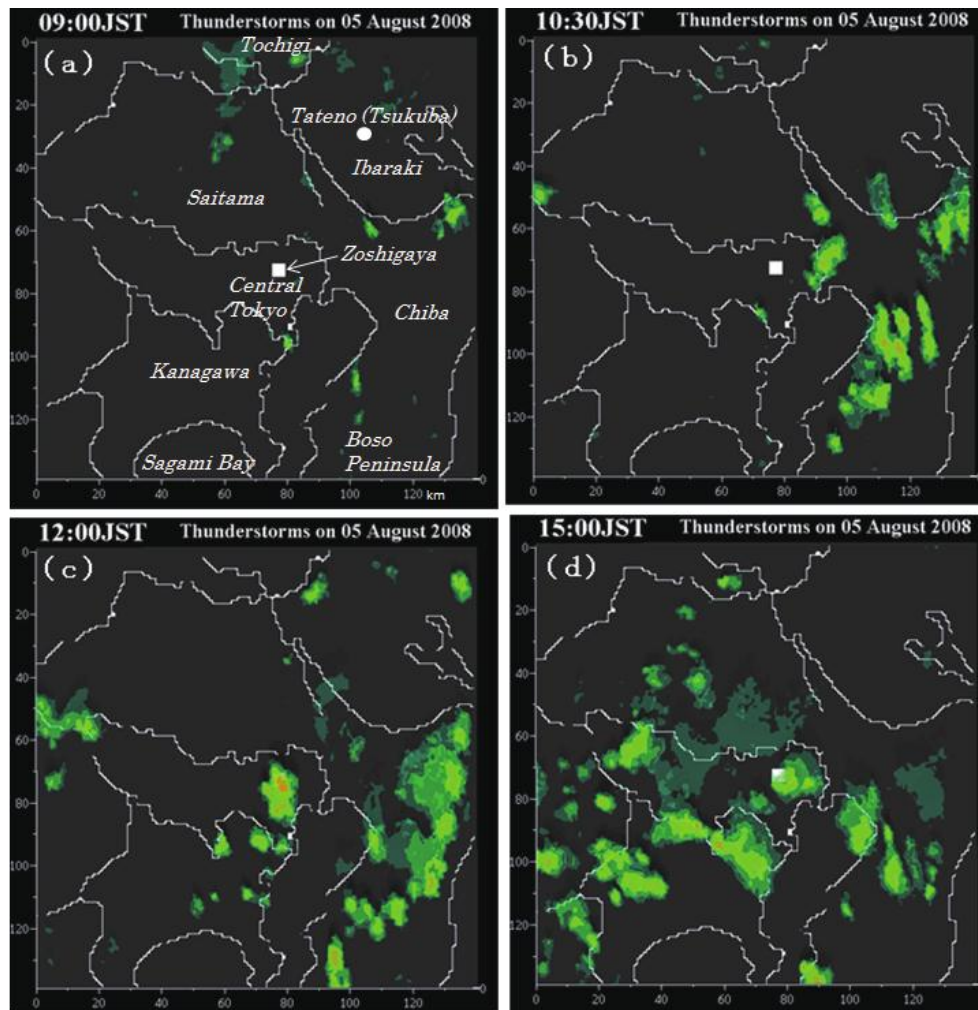 09:00JST Thunderstorms on 05 August 2008
(a)
Tochigi
Tateno (Tsukuba)
Ibaraki
Saitama
Zoshigaya
Central
Tokyo
Chiba
Kanagawa
Boso
Peninsula
Sagami Bay
0
20
40
60
80
100
120
0 20 40 60 80 100 km 120
10:30JST Thunderstorms on 05 August 2008
(b)
0
20
40
60
80
100
120
0 20 40 60 80 100 120
12:00JST Thunderstorms on 05 August 2008
(c)
0
20
40
60
80
100
120
0 20 40 60 80 100 120
15:00JST Thunderstorms on 05 August 2008
(d)
0
20
40
60
80
100
120
0 20 40 60 80 100 120